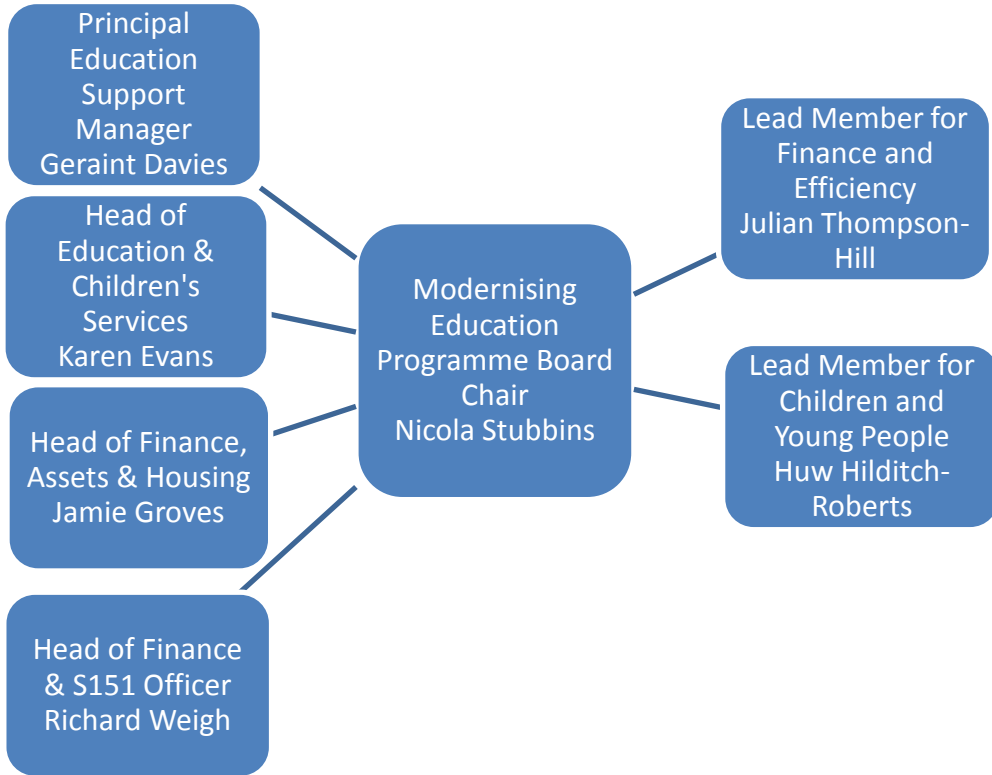 Principal
Education
Support
Manager
Geraint Davies
Head of
Education &
Children's
Services
Karen Evans
Head of Finance,
Assets & Housing
Jamie Groves
Head of Finance
& S151 Officer
Richard Weigh
Modernising
Education
Programme Board
Chair
Nicola Stubbins
Lead Member for
Finance and
Efficiency
Julian Thompson-
Hill
Lead Member for
Children and
Young People
Huw Hilditch-
Roberts